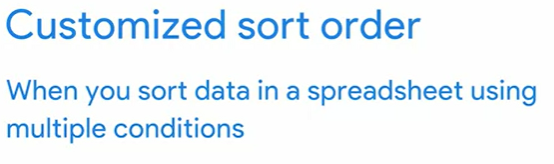 Customized sort order
When you sort data in a spreadsheet using
multiple conditions